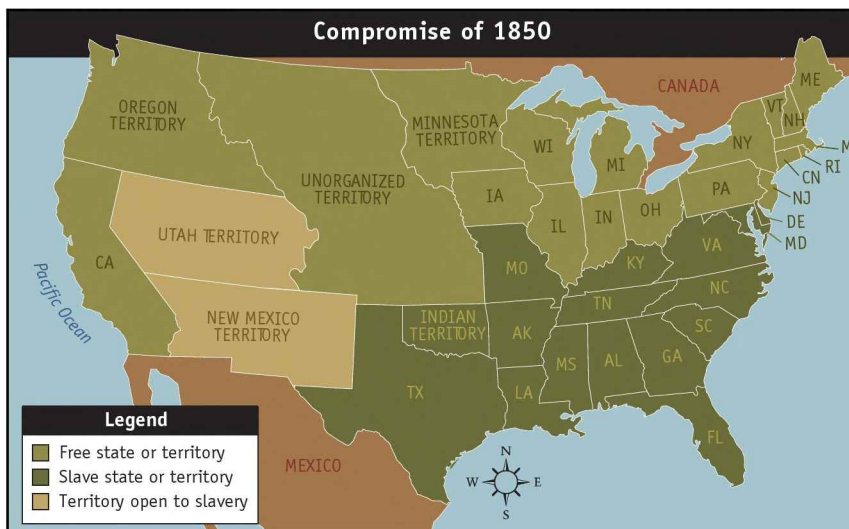 Compromise of 1850
CANADA
ME
OREGON
TERRITORY
MINNESOTA
TERRITORY
VT
NH
WI
NY
M
MI
RI
UNORGANIZED
TERRITORY
CN
IA
PA
NJ
OH
IL
IN
DE
UTAH TERRITORY
MD
VA
CA
MO
KY
Pacific Ocean
NC
TN
NEW MEXICO
TERRITORY
INDIAN
TERRITORY
AK
SC
MS
AL
GA
TX
LA
FL
Legend
Free state or territory
Slave state or territory
Territory open to slavery
MEXICO
N
W
E
S